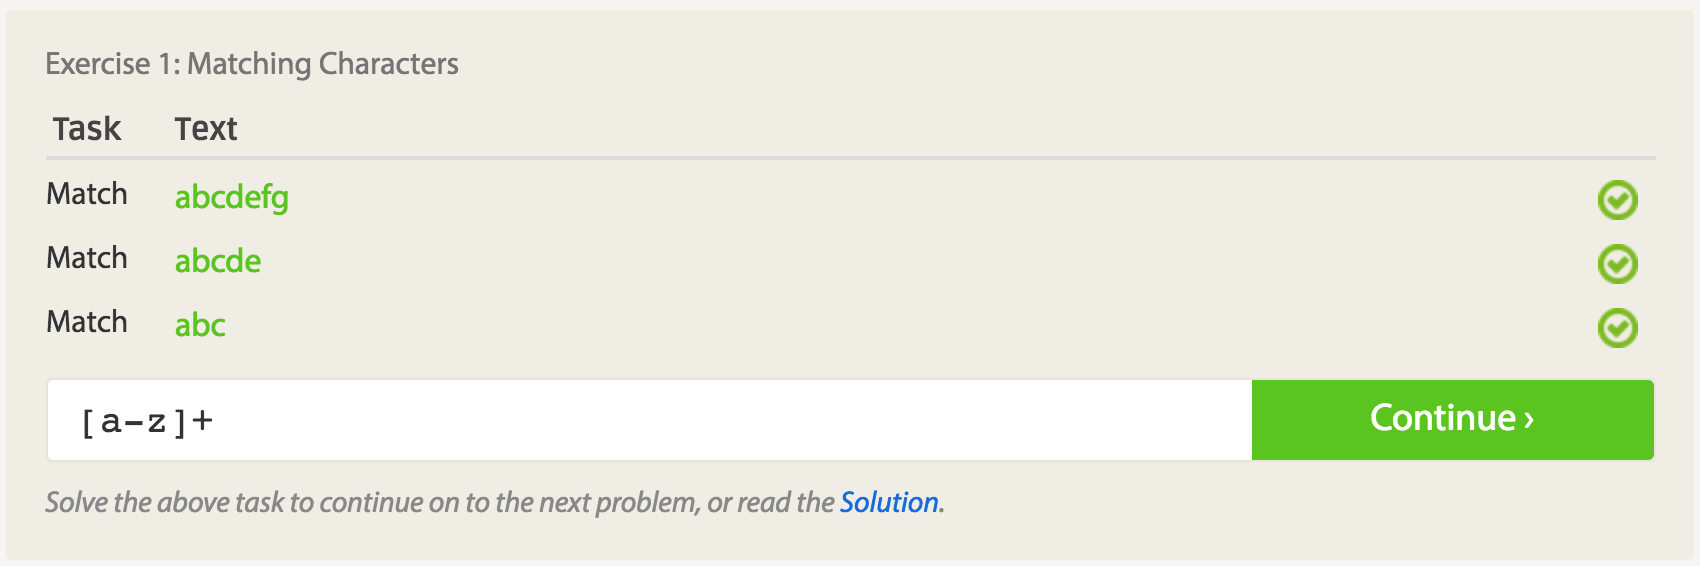 Exercise 1: Matching Characters
Task Text
Match abcdefg
Match abcde
Match abc
[a-z]+ Continue ›
Solve the above task to continue on to the next problem, or read the Solution.